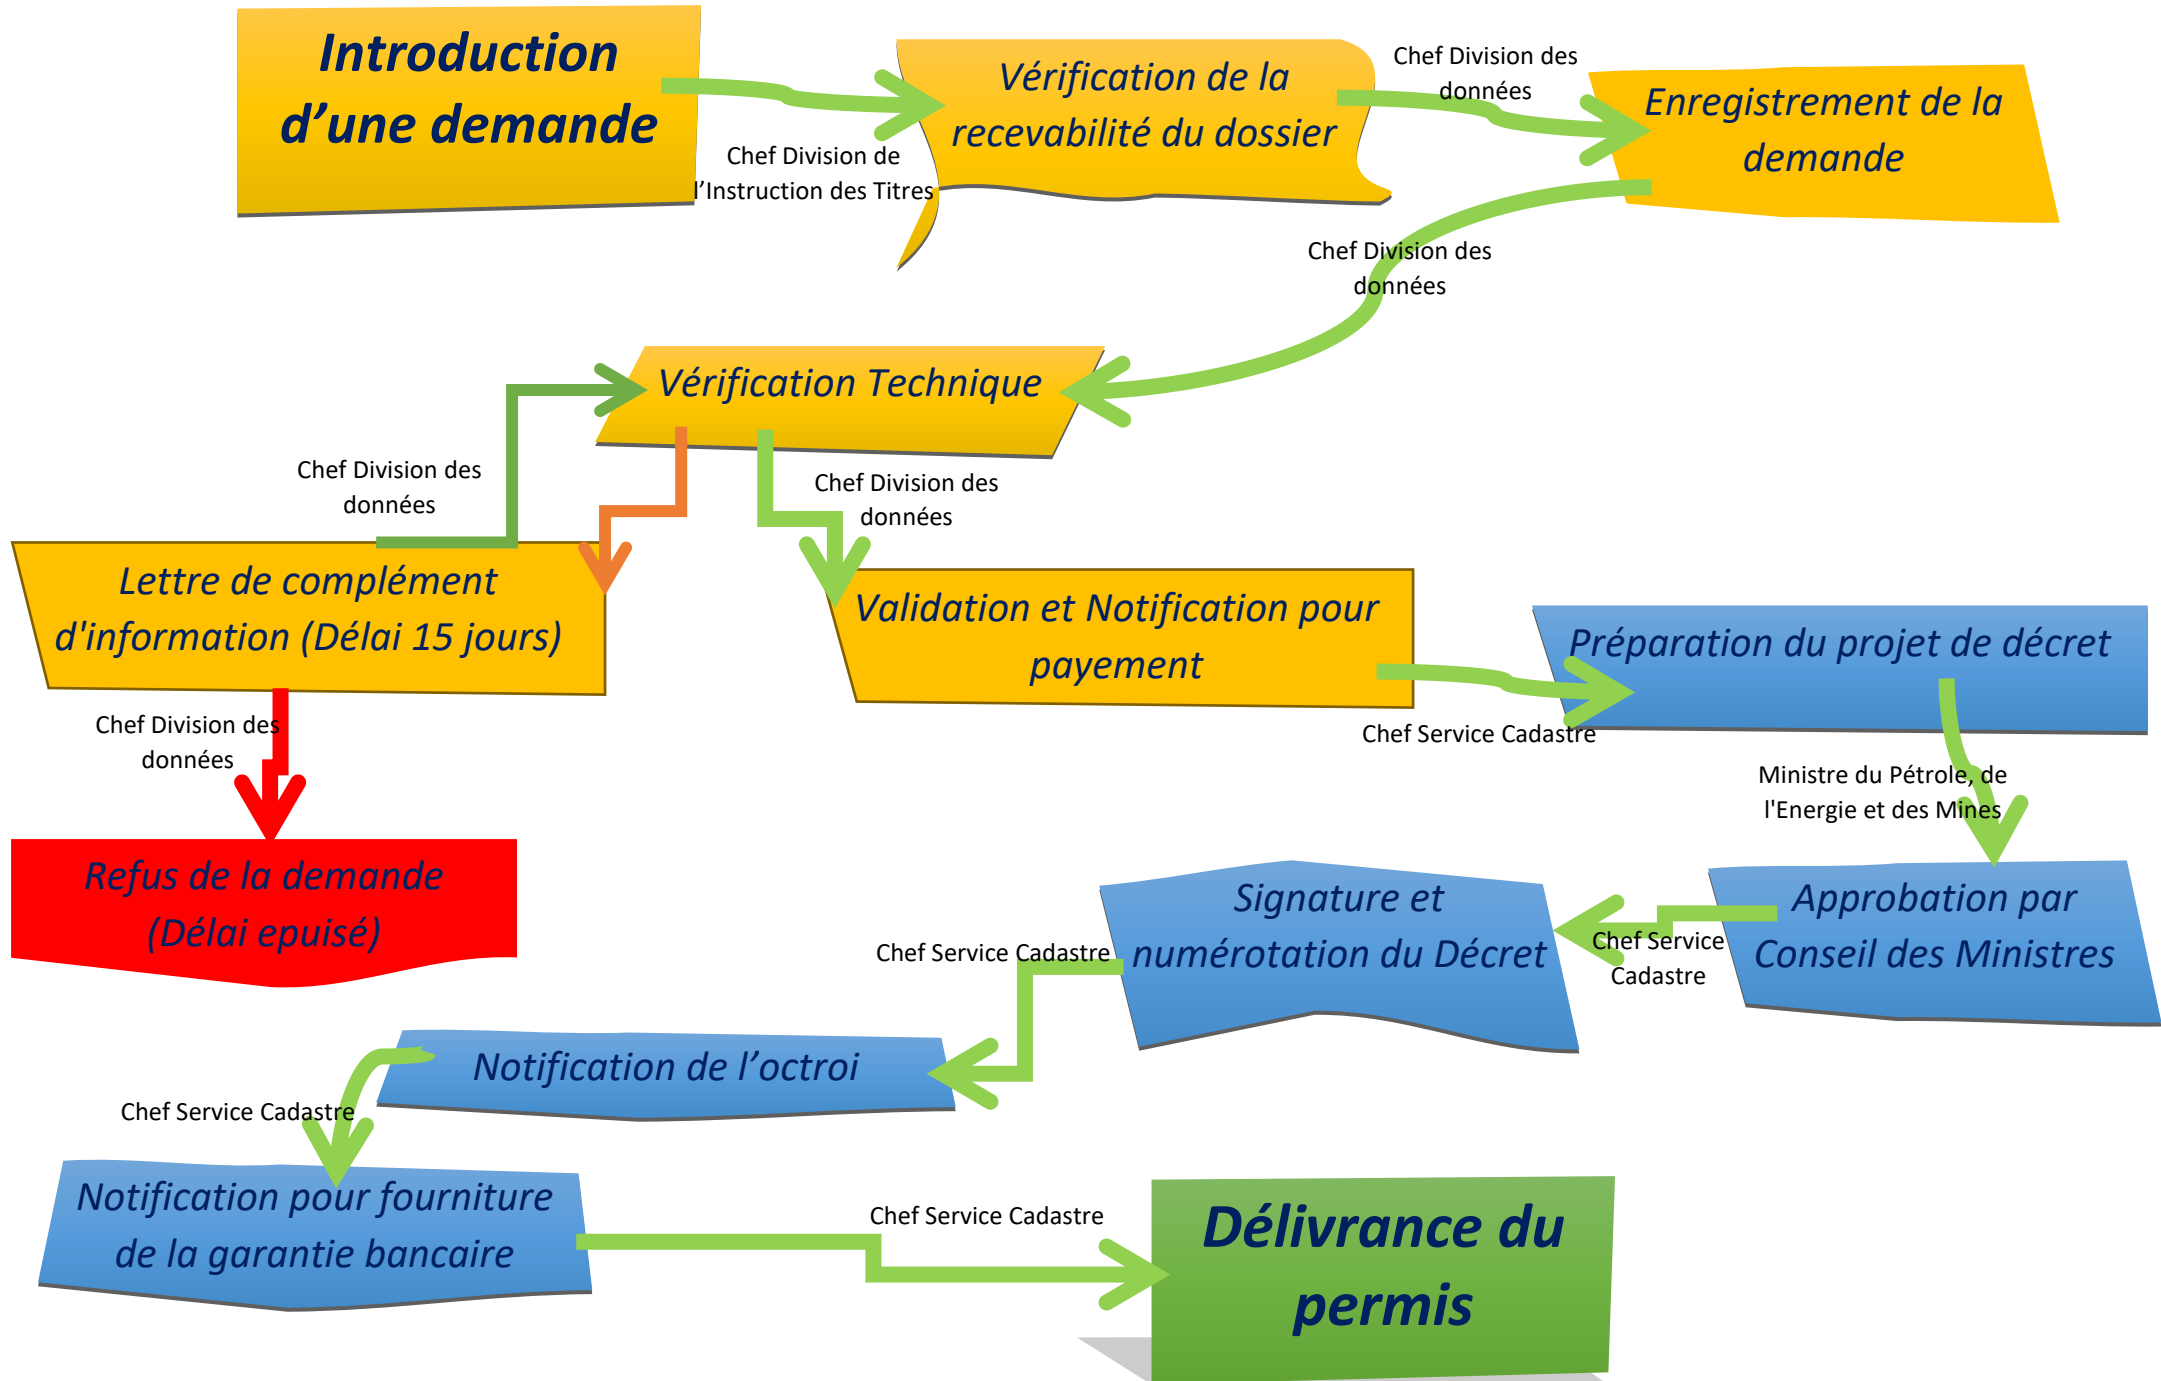 Introduction
d’une demande
Chef Division de
l’Instruction des Titres
Vérification de la
recevabilité du dossier
Chef Division des
données
Enregistrement de la
demande
Chef Division des
données
Vérification Technique
Chef Division des
données
Chef Division des
données
Lettre de complément
d'information (Délai 15 jours)
Validation et Notification pour
payement
Préparation du projet de décret
Chef Service Cadastre
Chef Division des
données
Ministre du Pétrole, de
l'Energie et des Mines
Refus de la demande
(Délai epuisé)
Approbation par
Conseil des Ministres
Chef Service
Cadastre
Signature et
numérotation du Décret
Chef Service Cadastre
Notification de l’octroi
Chef Service Cadastre
Notification pour fourniture
de la garantie bancaire
Chef Service Cadastre
Délivrance du
permis